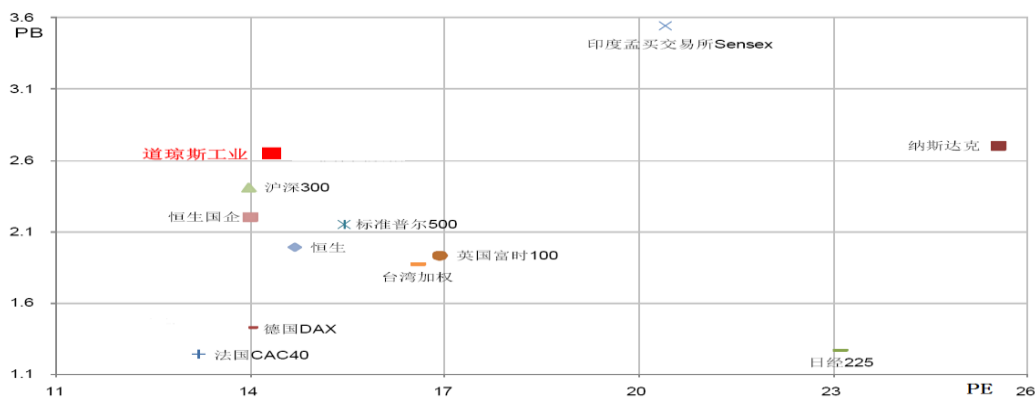 3.6
PB
印度孟买交易所Sensex
3.1
道琼斯工业
纳斯达克
2.6
沪深300
恒生国企
标准普尔500
2.1
恒生
英国富时100
台湾加权
1.6
德国DAX
法国CAC40
日经225
1.1
11
14
17
20
23
PE
26